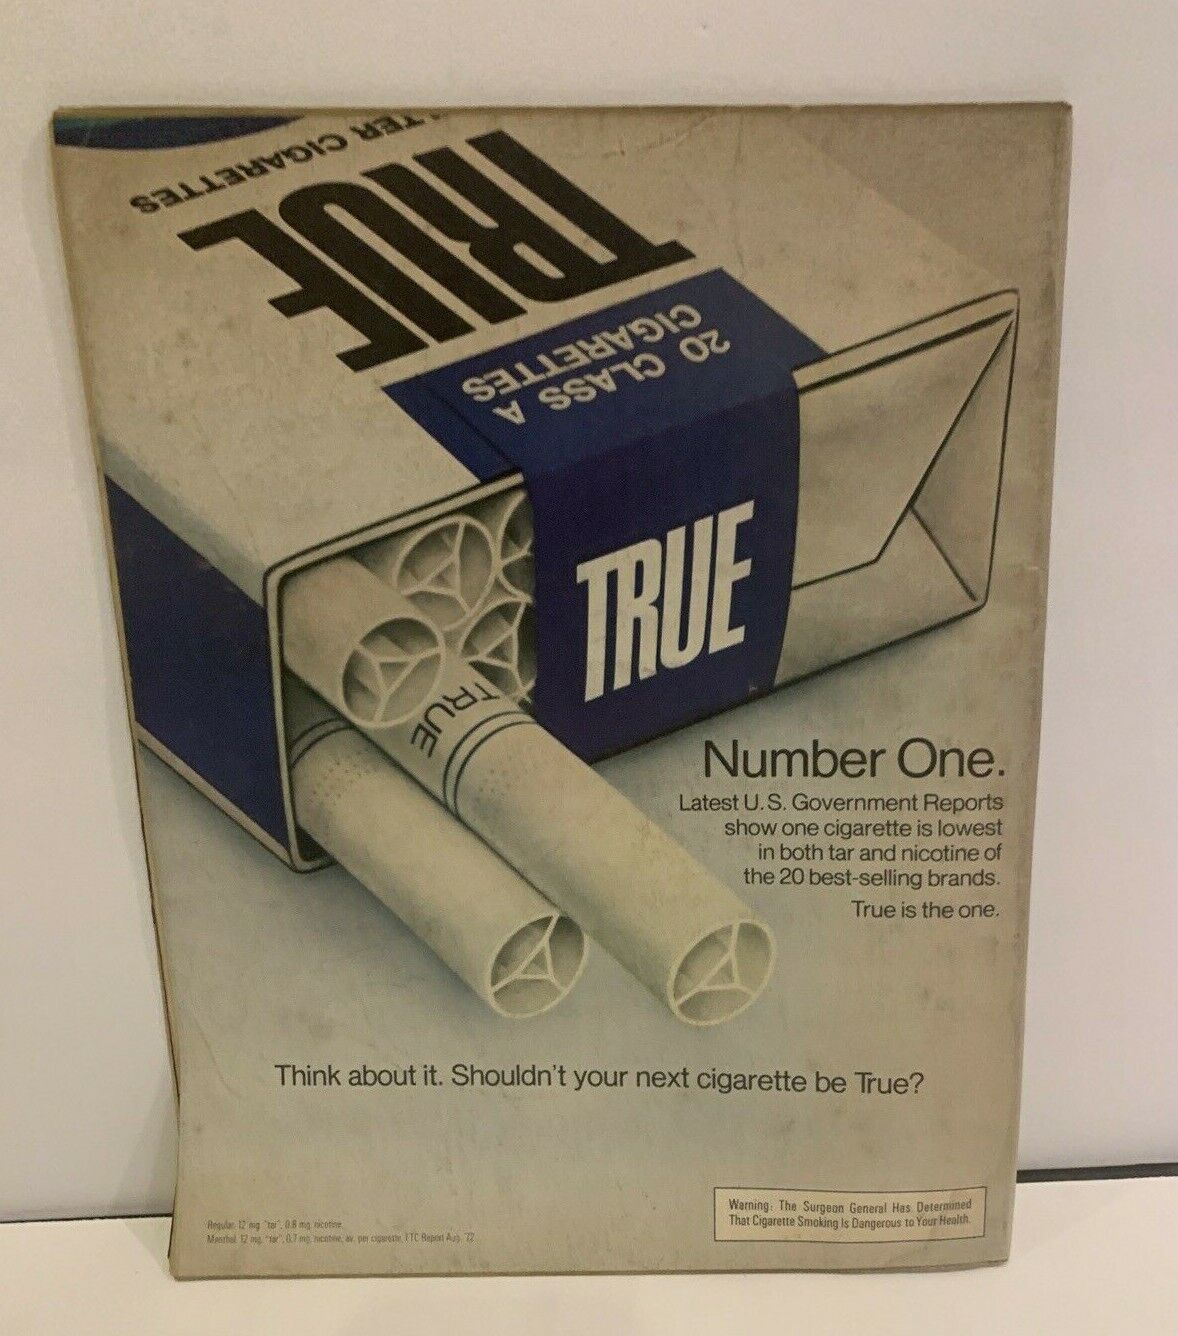 LTER CIGARETTES
TRUE
20 CLASS A
CIGARETTES
TRUE
TRUE
Number One.
Latest U.S. Government Reports
show one cigarette is lowest
in both tar and nicotine of
the 20 best-selling brands.
True is the one.
Think about it. Shouldn't your next cigarette be True?
Regular: 12 mg. "tar", 0.6 mg. nicotine,
Menthol: 12 mg. "tar", 0.7 mg. nicotine, av. per cigarette, FTC Report Aug. '72
Warning: The Surgeon General Has Determined
That Cigarette Smoking Is Dangerous to Your Health.